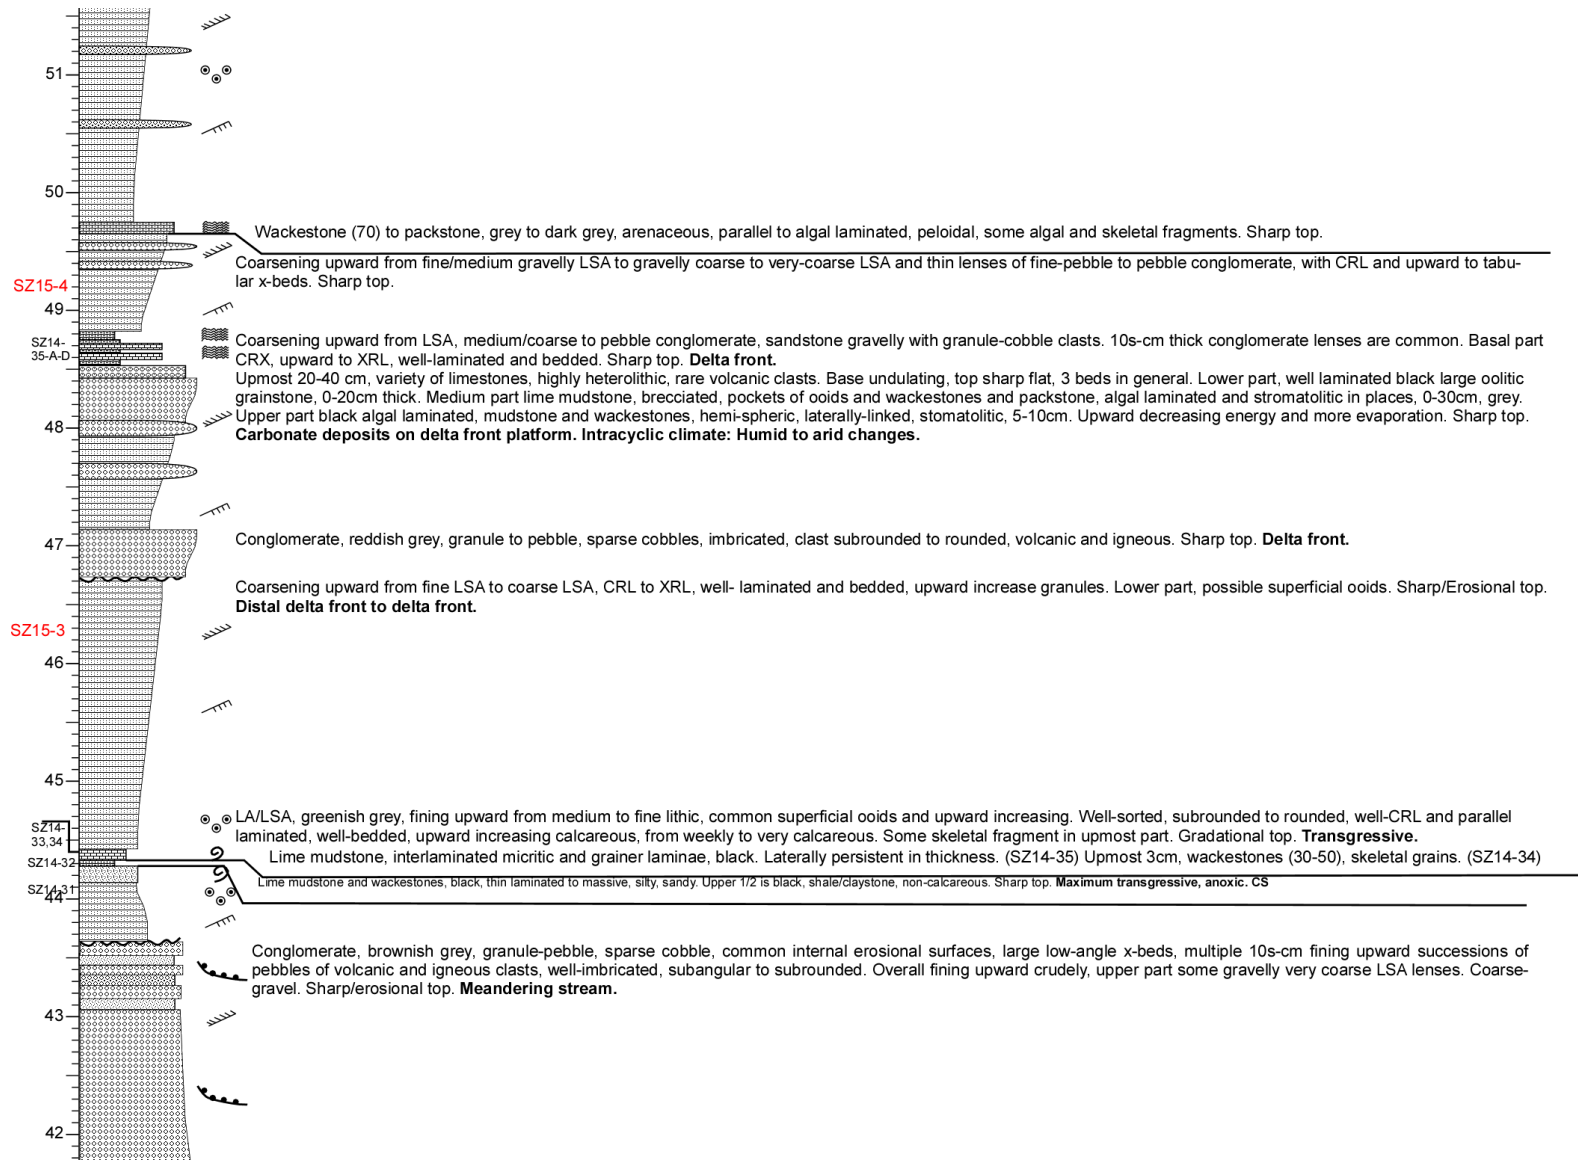 51
50
Wackestone (70) to packstone, grey to dark grey, arenaceous, parallel to algal laminated, peloidal, some algal and skeletal fragments. Sharp top.
Coarsening upward from fine/medium gravelly LSA to gravelly coarse to very-coarse LSA and thin lenses of fine-pebble to pebble conglomerate, with CRL and upward to tabu-
lar x-beds. Sharp top.
SZ15-4
49
SZ14-
35-A-D
Coarsening upward from LSA, medium/coarse to pebble conglomerate, sandstone gravelly with granule-cobble clasts. 10s-cm thick conglomerate lenses are common. Basal part
CRX, upward to XRL, well-laminated and bedded. Sharp top. Delta front.
Upmost 20-40 cm, variety of limestones, highly heterolithic, rare volcanic clasts. Base undulating, top sharp flat, 3 beds in general. Lower part, well laminated black large oolitic
grainstone, 0-20cm thick. Medium part lime mudstone, brecciated, pockets of ooids and wackestones and packstone, algal laminated and stromatolitic in places, 0-30cm, grey.
Upper part black algal laminated, mudstone and wackestones, hemi-spheric, laterally-linked, stomatolitic, 5-10cm. Upward decreasing energy and more evaporation. Sharp top.
Carbonate deposits on delta front platform. Intracyclic climate: Humid to arid changes.
48
47
Conglomerate, reddish grey, granule to pebble, sparse cobbles, imbricated, clast subrounded to rounded, volcanic and igneous. Sharp top. Delta front.
Coarsening upward from fine LSA to coarse LSA, CRL to XRL, well- laminated and bedded, upward increase granules. Lower part, possible superficial ooids. Sharp/Erosional top.
Distal delta front to delta front.
SZ15-3
46
45
SZ14-
33,34
LA/LSA, greenish grey, fining upward from medium to fine lithic, common superficial ooids and upward increasing. Well-sorted, subrounded to rounded, well-CRL and parallel
laminated, well-bedded, upward increasing calcareous, from weekly to very calcareous. Some skeletal fragment in upmost part. Gradational top. Transgressive.
SZ14-32
Lime mudstone, interlaminated micritic and grainer laminae, black. Laterally persistent in thickness. (SZ14-35) Upmost 3cm, wackestones (30-50), skeletal grains. (SZ14-34)
SZ14-31
Lime mudstone and wackestones, black, thin laminated to massive, silty, sandy. Upper 1/2 is black, shale/claystone, non-calcareous. Sharp top. Maximum transgressive, anoxic. CS
44
Conglomerate, brownish grey, granule-pebble, sparse cobble, common internal erosional surfaces, large low-angle x-beds, multiple 10s-cm fining upward successions of
pebbles of volcanic and igneous clasts, well-imbricated, subangular to subrounded. Overall fining upward crudely, upper part some gravelly very coarse LSA lenses. Coarse-
gravel. Sharp/erosional top. Meandering stream.
43
42